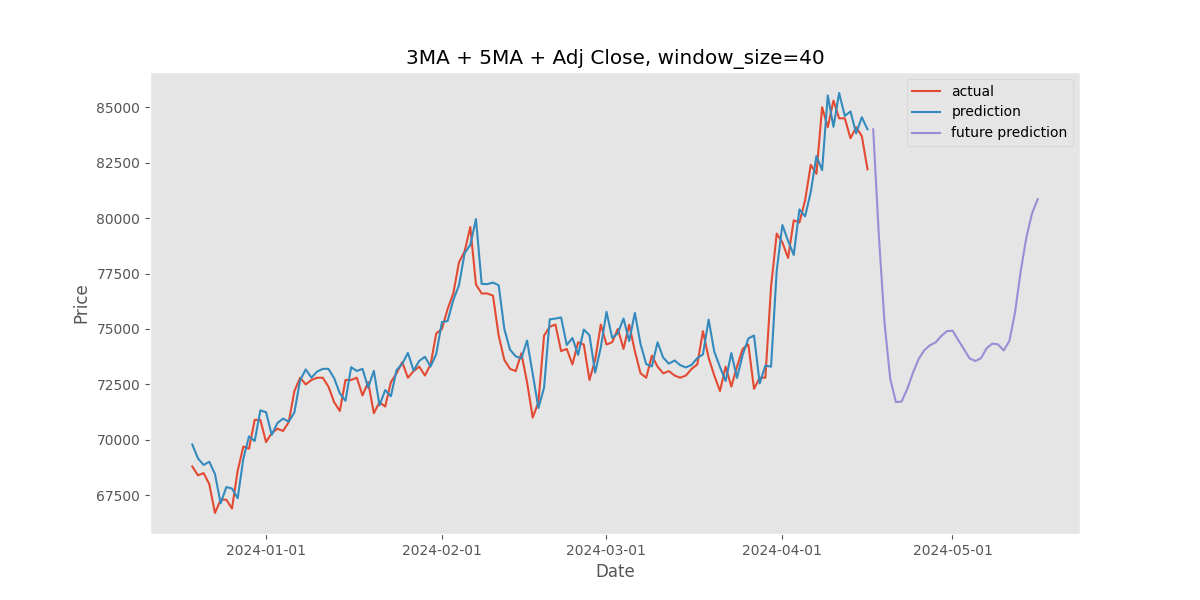 3MA + 5MA + Adj Close, window_size=40
actual
prediction
future prediction
Price
85000
82500
80000
77500
75000
72500
70000
67500
2024-01-01
2024-02-01
2024-03-01
2024-04-01
2024-05-01
Date